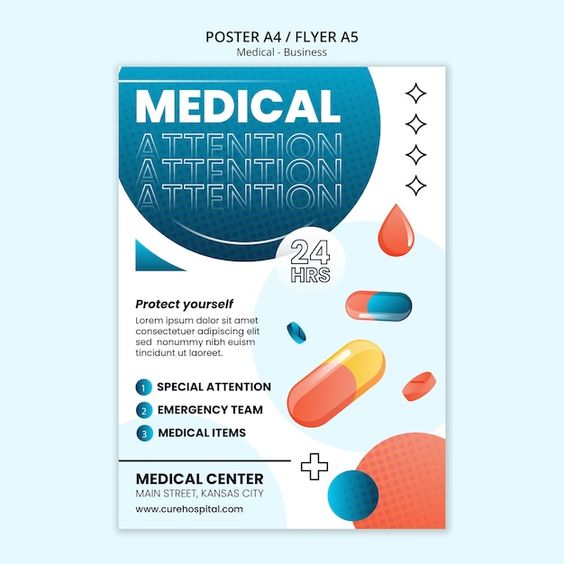 POSTER A4 / FLYER A5
Medical - Business
MEDICAL
ATTENTION
ATTENTION
ATTENTION
24
HRS
Protect yourself
Lorem ipsum dolor sit amet
consectetuer adipiscing elit
sed nonummy nibh euismod
tincidunt ut laoreet.
1 SPECIAL ATTENTION
2 EMERGENCY TEAM
3 MEDICAL ITEMS
MEDICAL CENTER
MAIN STREET, KANSAS CITY
www.curehospital.com